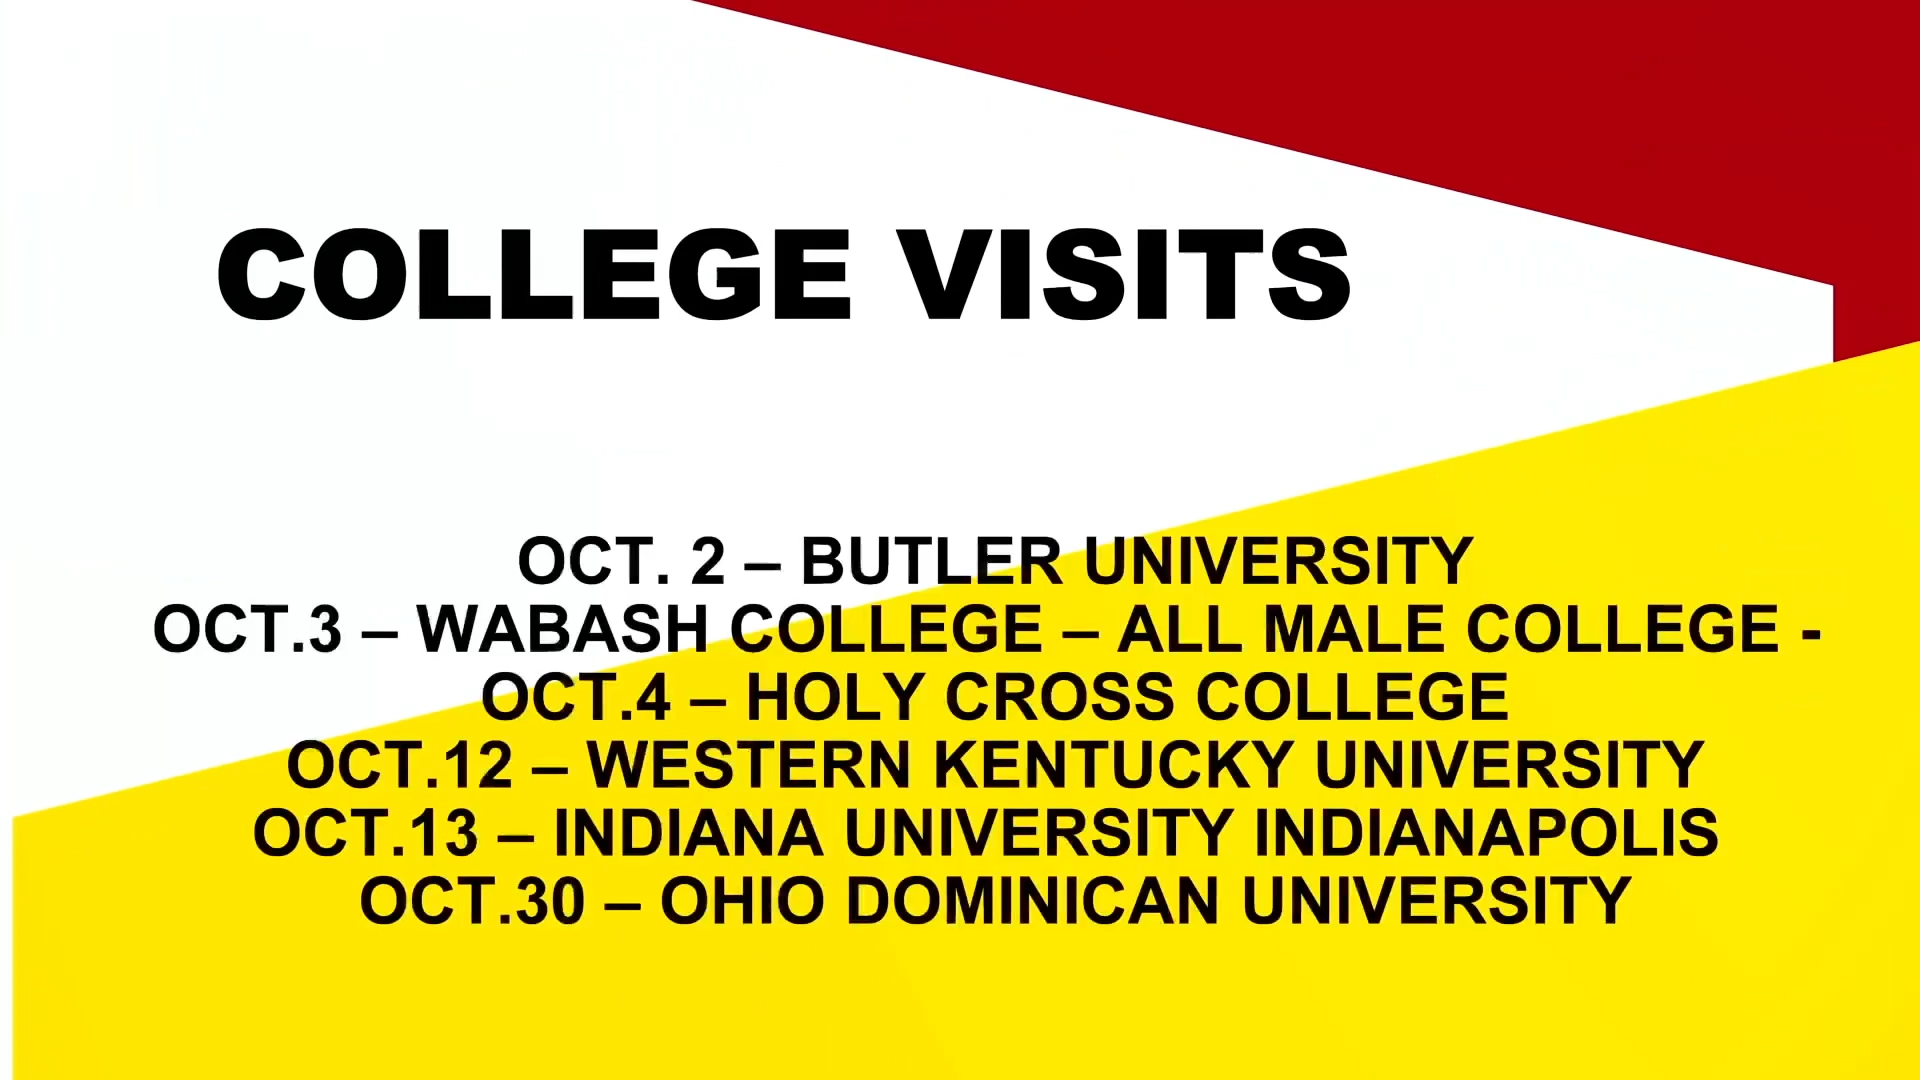 COLLEGE VISITS
OCT. 2 – BUTLER UNIVERSITY
OCT.3 – WABASH COLLEGE – ALL MALE COLLEGE -
OCT.4 – HOLY CROSS COLLEGE
OCT.12 – WESTERN KENTUCKY UNIVERSITY
OCT.13 – INDIANA UNIVERSITY INDIANAPOLIS
OCT.30 – OHIO DOMINICAN UNIVERSITY